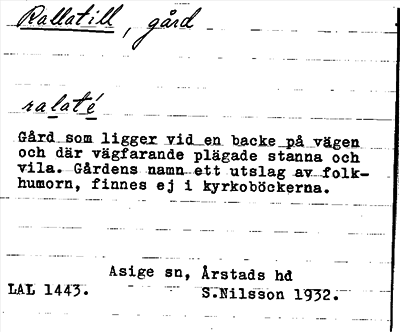 Rallatill, gård
ralaté
Gård som ligger vid en backe på vägen
och där vägfarande plägade stanna och
vila. Gårdens namn ett utslag av folk-
humorn, finnes ej i kyrkoböckerna.
Asige sn, Årstads hd
LAL 1443. S.Nilsson 1932.